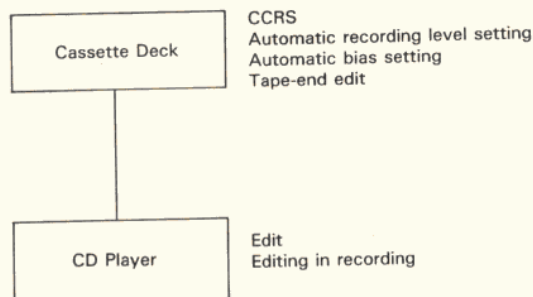 Cassette Deck
CCRS
Automatic recording level setting
Automatic bias setting
Tape-end edit
CD Player
Edit
Editing in recording